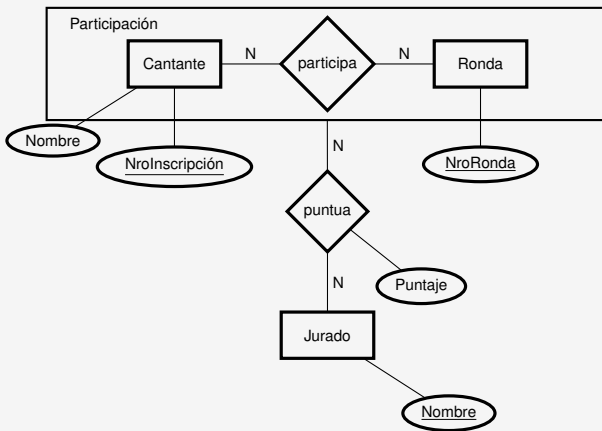 Participación
Cantante
N
participa
N
Ronda
Nombre
NroInscripción
N
NroRonda
puntua
Puntaje
N
Jurado
Nombre